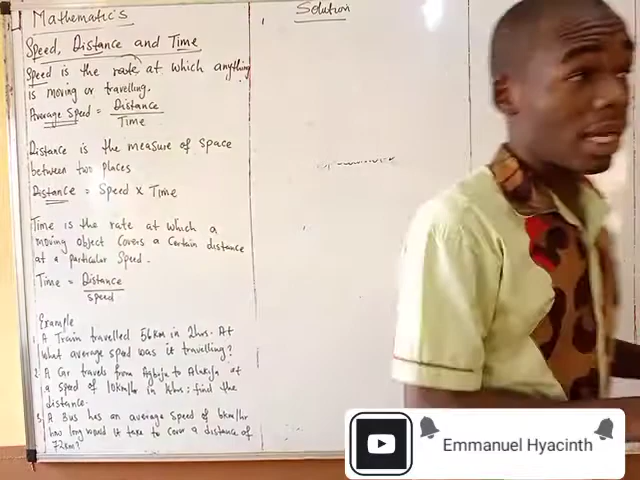 Mathematics
Speed, Distance and Time
Speed is the rate at which anything
is moving or travelling.
Average Speed = Distance
Time
Distance is the measure of Space
between two places
Distance = Speed x Time
Time is the rate at which a
moving object Covers a Certain distance
at a particular Speed.
Time = Distance
Speed
Example
1. A Train travelled 56km in 2hrs. At
what average speed was it travelling?
2. A Car travels from Agbija to Alakija at
a speed of 10km/hr in hrs; find the
distance.
3. A Bus has an average speed of 6km/hr
how long would it take to cover a distance of
72km?
1
Solution
Emmanuel Hyacinth